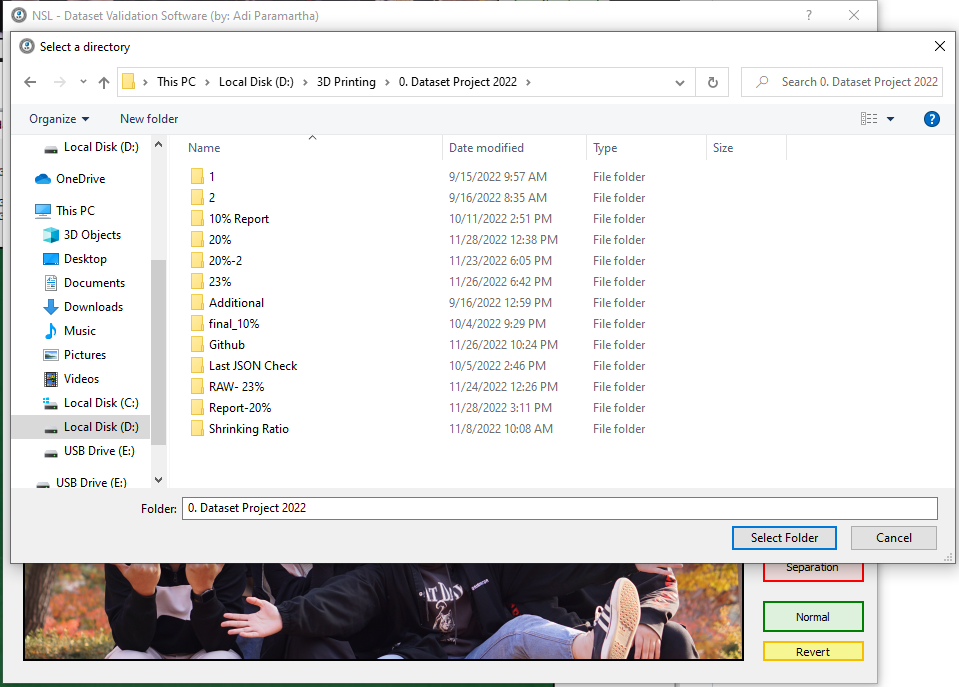 NSL - Dataset Validation Software (by: Adi Paramartha)
Select a directory
This PC > Local Disk (D:) > 3D Printing > 0. Dataset Project 2022 >
Search 0. Dataset Project 2022
Organize
New folder
Local Disk (D:)
OneDrive
This PC
3D Objects
Desktop
Documents
Downloads
Music
Pictures
Videos
Local Disk (C:)
Local Disk (D:)
USB Drive (E:)
USB Drive (E:)
Name Date modified Type Size
1 9/15/2022 9:57 AM File folder
2 9/16/2022 8:35 AM File folder
10% Report 10/11/2022 2:51 PM File folder
20% 11/28/2022 12:38 PM File folder
20%-2 11/23/2022 6:05 PM File folder
23% 11/26/2022 6:42 PM File folder
Additional 9/16/2022 12:59 PM File folder
final_10% 10/4/2022 9:29 PM File folder
Github 11/26/2022 10:24 PM File folder
Last JSON Check 10/5/2022 2:46 PM File folder
RAW- 23% 11/24/2022 12:26 PM File folder
Report-20% 11/28/2022 3:11 PM File folder
Shrinking Ratio 11/8/2022 10:08 AM File folder
Folder: 0. Dataset Project 2022
Select Folder
Cancel
Separation
Normal
Revert